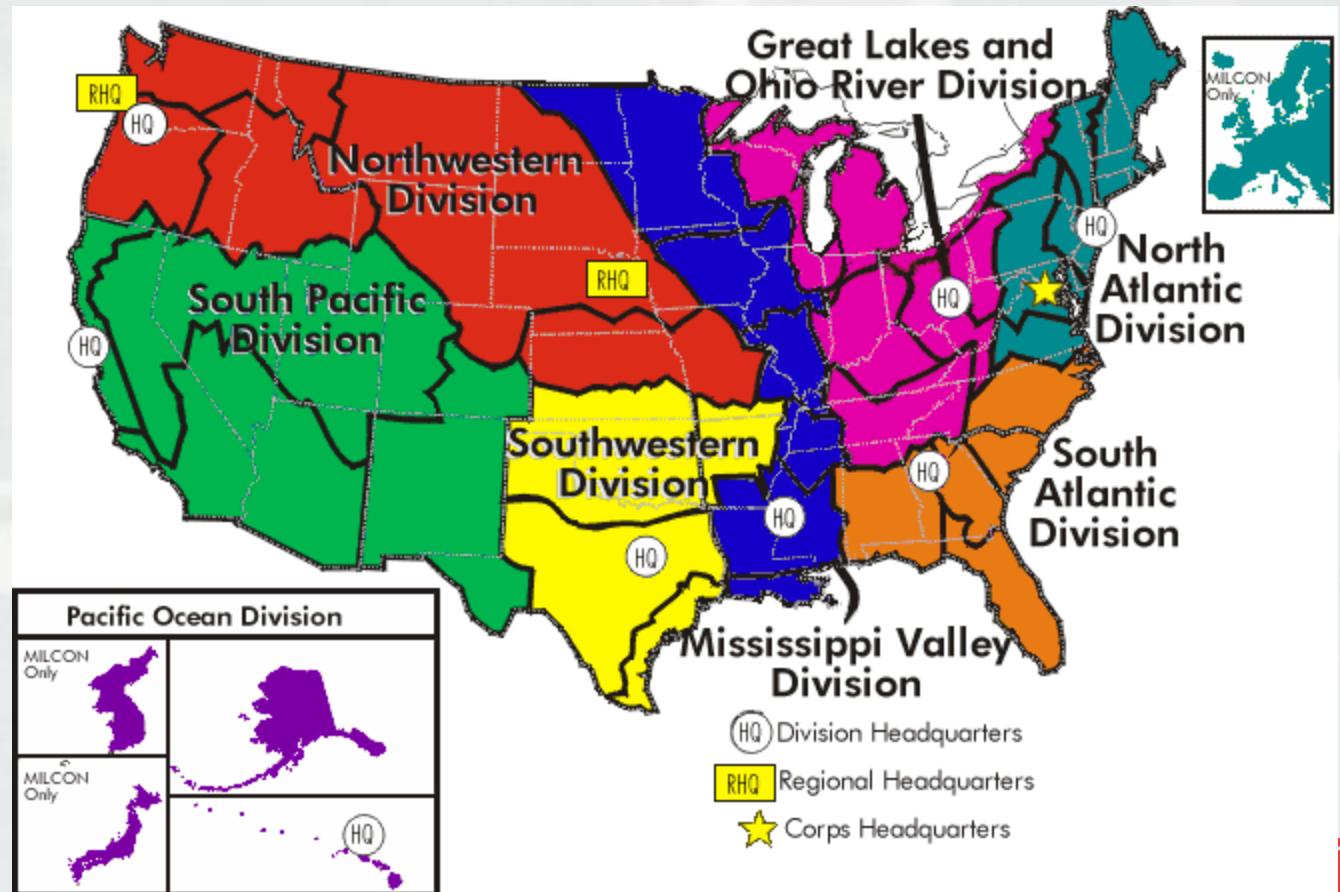 Great Lakes and
Ohio River Division
MILCON
Only
RHQ
HQ
Northwestern
Division
RHQ
HQ
HQ
North
Atlantic
Division
South Pacific
Division
HQ
Southwestern
Division
HQ
HQ
HQ
South
Atlantic
Division
Mississippi Valley
Division
Pacific Ocean Division
MILCON
Only
MILCON
Only
HQ
HQ Division Headquarters
RHQ Regional Headquarters
Corps Headquarters